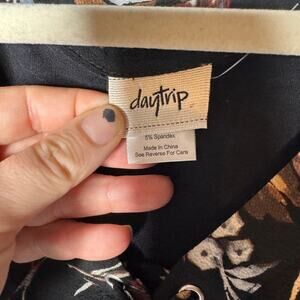 daytrip
5% Spandex
Made In China
See Reverse For Care